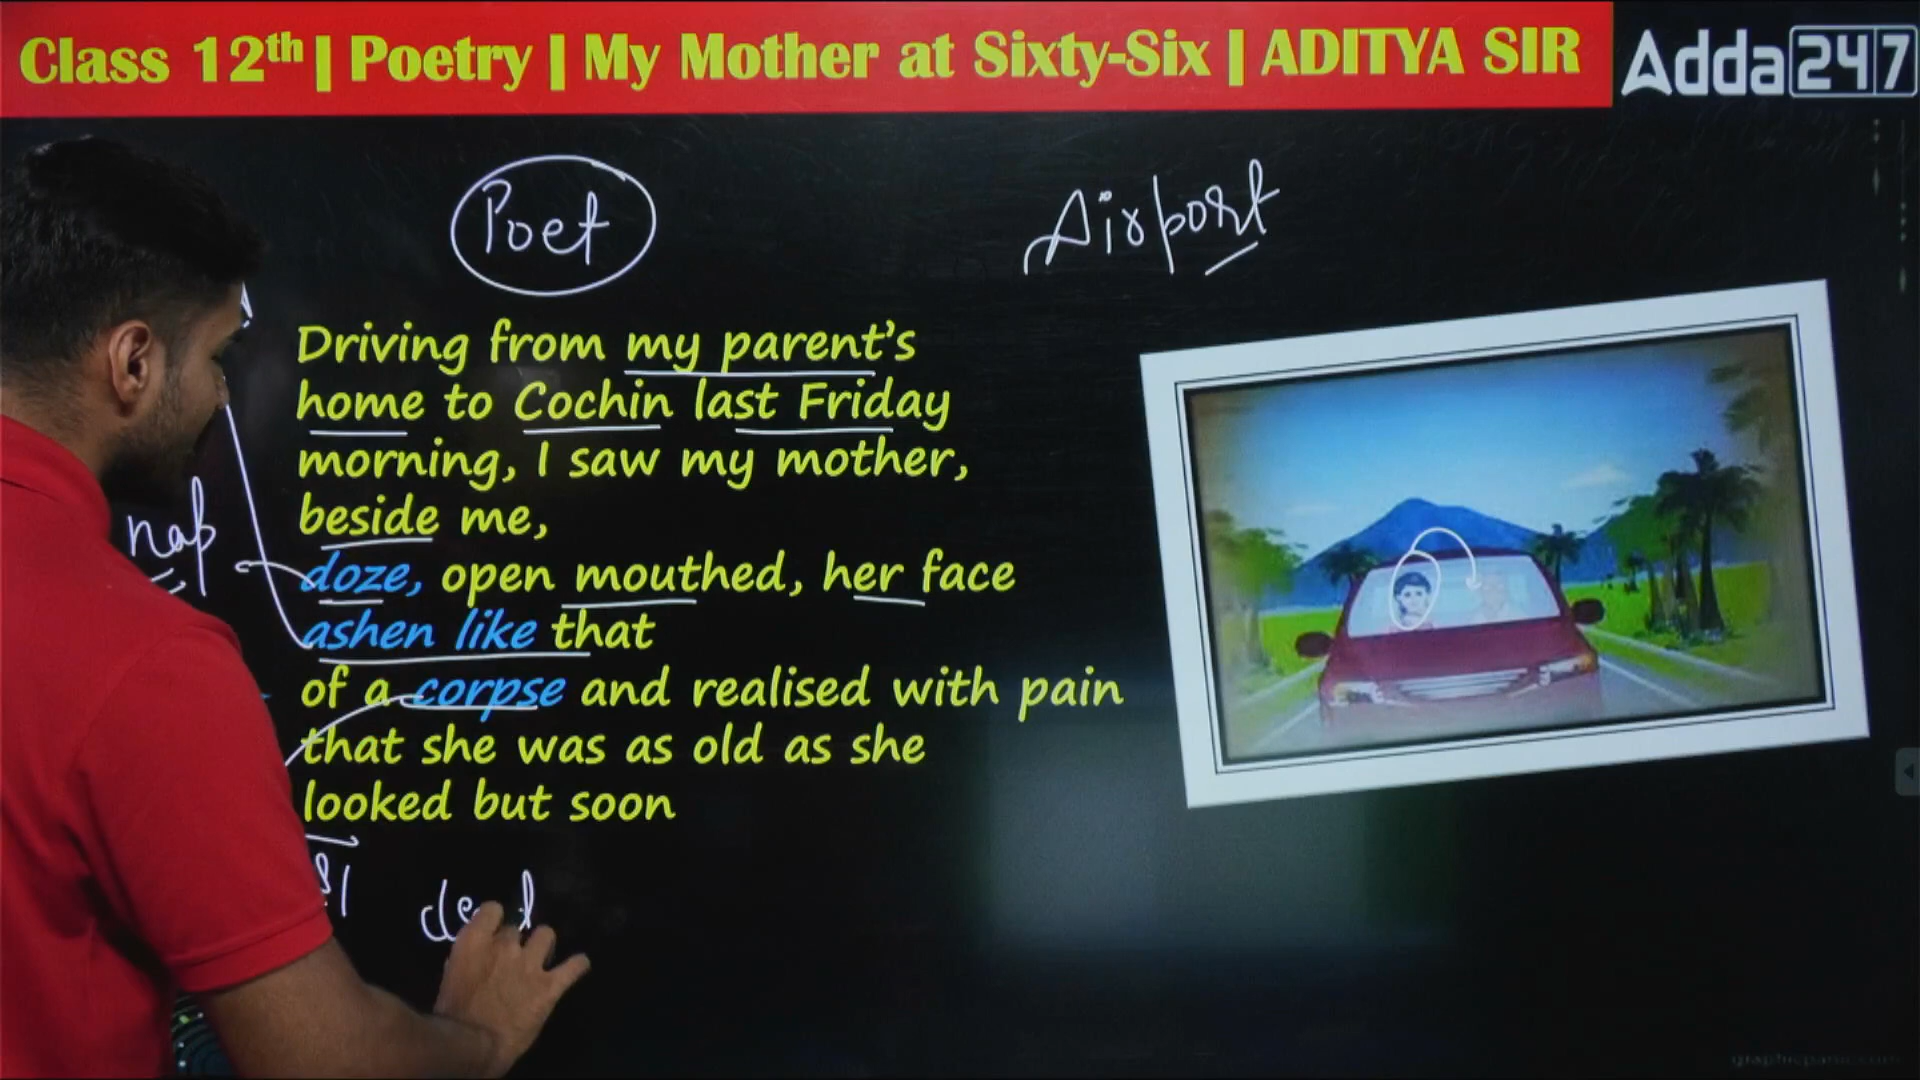 Class 12th | Poetry | My Mother at Sixty-Six | ADITYA SIR
Adda247
Poet
Airport
Driving from my parent's
home to Cochin last Friday
morning, I saw my mother,
beside me,
nap
doze, open mouthed, her face
ashen like that
of a corpse and realised with pain
that she was as old as she
looked but soon